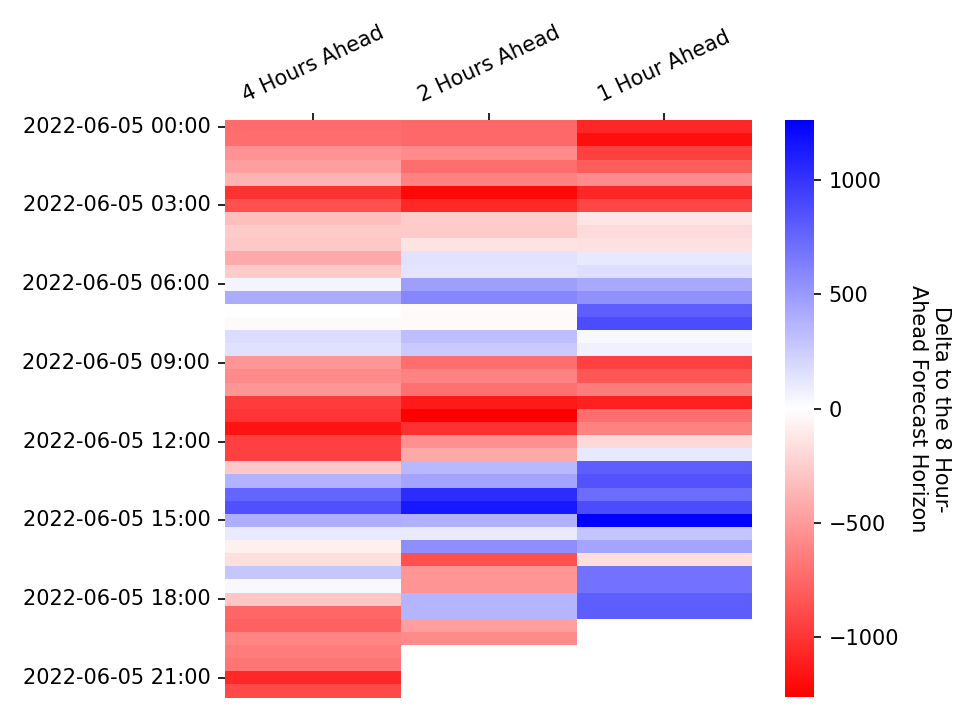 4 Hours Ahead
2 Hours Ahead
1 Hour Ahead
2022-06-05 00:00
2022-06-05 03:00
2022-06-05 06:00
2022-06-05 09:00
2022-06-05 12:00
2022-06-05 15:00
2022-06-05 18:00
2022-06-05 21:00
1000
500
0
−500
−1000
Delta to the 8 Hour-
Ahead Forecast Horizon